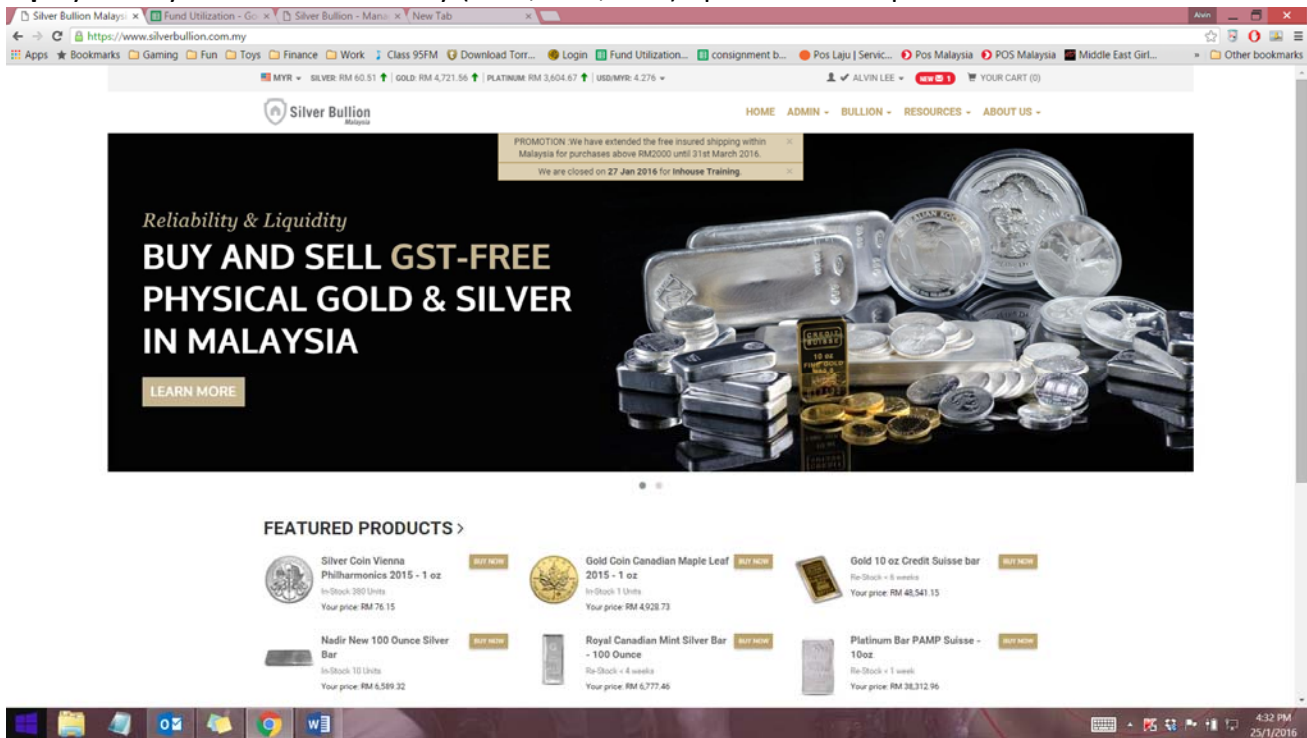 Silver Bullion Malaysi
Fund Utilization - Go
Silver Bullion - Mana
New Tab
Alvin
https://www.silverbullion.com.my
Apps Bookmarks Gaming Fun Toys Finance Work Class 95FM Download Torr... Login Fund Utilization... consignment b... Pos Laju | Servic... Pos Malaysia POS Malaysia Middle East Girl... » Other bookmarks
MYR SILVER: RM 60.51 | GOLD: RM 4,721.56 | PLATINUM: RM 3,604.67 | USD/MYR: 4.276
ALVIN LEE NEW 1 YOUR CART (0)
Silver Bullion
Malaysia
HOME ADMIN BULLION RESOURCES ABOUT US
PROMOTION :We have extended the free insured shipping within
Malaysia for purchases above RM2000 until 31st March 2016.
We are closed on 27 Jan 2016 for Inhouse Training.
Reliability & Liquidity
BUY AND SELL GST-FREE
PHYSICAL GOLD & SILVER
IN MALAYSIA
LEARN MORE
CREDIT
SUISSE
10 oz
FINE GOLD
FEATURED PRODUCTS >
Silver Coin Vienna
Philharmonics 2015 - 1 oz
BUY NOW
In-Stock 380 Units
Your price: RM 76.15
Gold Coin Canadian Maple Leaf
2015 - 1 oz
BUY NOW
In-Stock 1 Units
Your price: RM 4,928.73
Gold 10 oz Credit Suisse bar
BUY NOW
Re-Stock < 6 weeks
Your price: RM 48,541.15
Nadir New 100 Ounce Silver
Bar
BUY NOW
In-Stock 10 Units
Your price: RM 6,589.32
Royal Canadian Mint Silver Bar
- 100 Ounce
BUY NOW
Re-Stock < 4 weeks
Your price: RM 6,777.46
Platinum Bar PAMP Suisse -
10oz
BUY NOW
Re-Stock < 1 week
Your price: RM 38,312.96
4:32 PM
25/1/2016